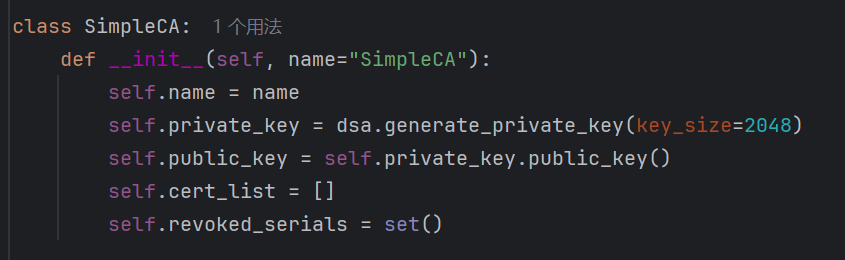 class SimpleCA:  1 个用法
    def __init__(self, name="SimpleCA"):
        self.name = name
        self.private_key = dsa.generate_private_key(key_size=2048)
        self.public_key = self.private_key.public_key()
        self.cert_list = []
        self.revoked_serials = set()